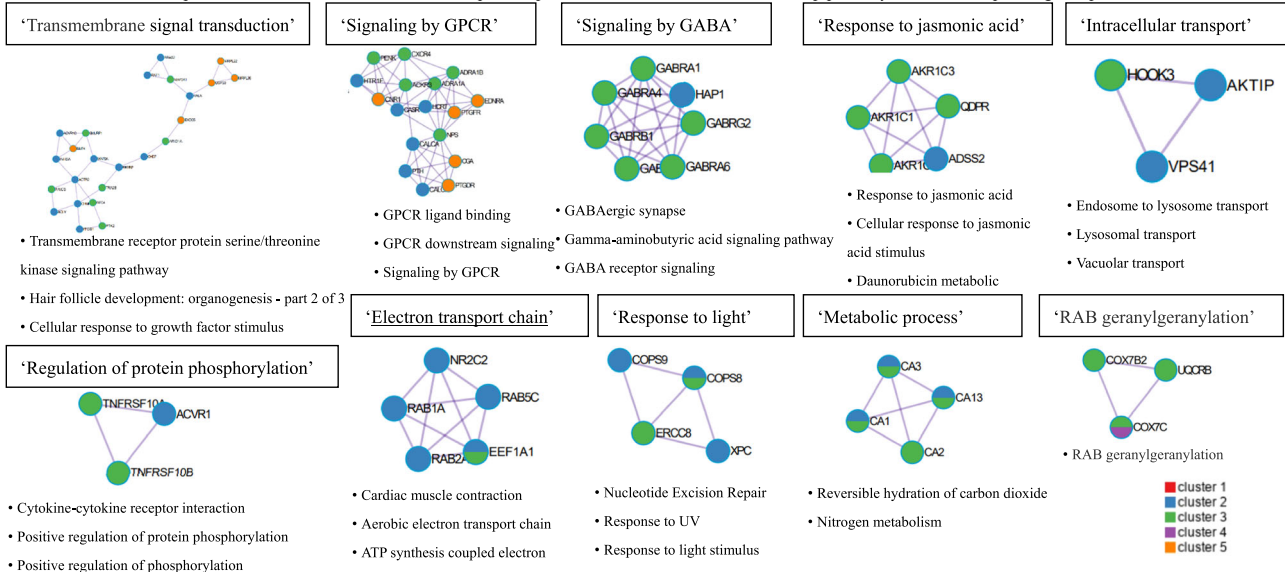 ‘Transmembrane signal transduction’
• Transmembrane receptor protein serine/threonine
kinase signaling pathway
• Hair follicle development: organogenesis - part 2 of 3
• Cellular response to growth factor stimulus
‘Signaling by GPCR’
PENK
CXCR4
ADRA1B
HTR1F
ADRA1A
CNR1
EDNRA
PTGFR
NPS
CALCA
CGA
PTH
PTGDR
• GPCR ligand binding
• GPCR downstream signaling
• Signaling by GPCR
‘Signaling by GABA’
GABRA1
GABRA4
HAP1
GABRG2
GABRB1
GABRA6
• GABAergic synapse
• Gamma-aminobutyric acid signaling pathway
• GABA receptor signaling
‘Response to jasmonic acid’
AKR1C3
QDPR
AKR1C1
ADSS2
• Response to jasmonic acid
• Cellular response to jasmonic
acid stimulus
• Daunorubicin metabolic
‘Intracellular transport’
HOOK3
AKTIP
VPS41
• Endosome to lysosome transport
• Lysosomal transport
• Vacuolar transport
‘Regulation of protein phosphorylation’
TNFRSF10A
ACVR1
TNFRSF10B
• Cytokine-cytokine receptor interaction
• Positive regulation of protein phosphorylation
• Positive regulation of phosphorylation
‘Electron transport chain’
NR2C2
RAB5C
RAB1A
EEF1A1
• Cardiac muscle contraction
• Aerobic electron transport chain
• ATP synthesis coupled electron
‘Response to light’
COPS9
COPS8
ERCC8
XPC
• Nucleotide Excision Repair
• Response to UV
• Response to light stimulus
‘Metabolic process’
CA3
CA13
CA1
CA2
• Reversible hydration of carbon dioxide
• Nitrogen metabolism
‘RAB geranylgeranylation’
COX7B2
UQCRB
COX7C
• RAB geranylgeranylation
cluster 1
cluster 2
cluster 3
cluster 4
cluster 5